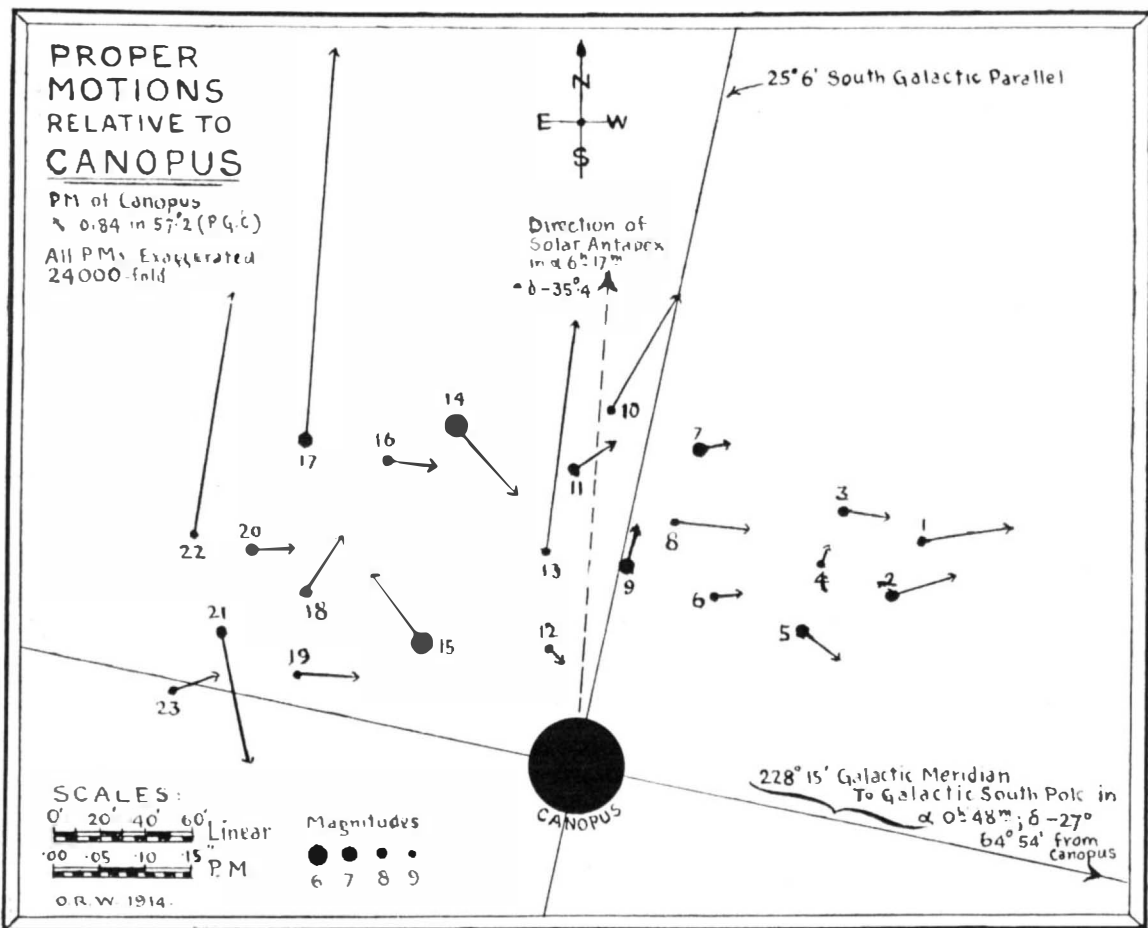 PROPER
MOTIONS
RELATIVE TO
CANOPUS
PM of Canopus
0.84 in 57°.2 (P.G.C)
All P.M. Exaggerated
24000-fold
N
E W
S
25° 6' South Galactic Parallel
Direction of
Solar Antapex
in α 6ʰ 17ᵐ
δ -35°.4
14
10
16
17
11
7
3
1
8
22
20
13
9
4
2
18
6
21
5
15
12
19
23
CANOPUS
228° 15' Galactic Meridian
To Galactic South Pole in
α 0ʰ 48ᵐ; δ -27°
64° 54' from
Canopus
SCALES:
0' 20' 40' 60'
Linear
.00 .05 .10 .15"
P.M
O.R.W. 1914.
Magnitudes
6 7 8 9